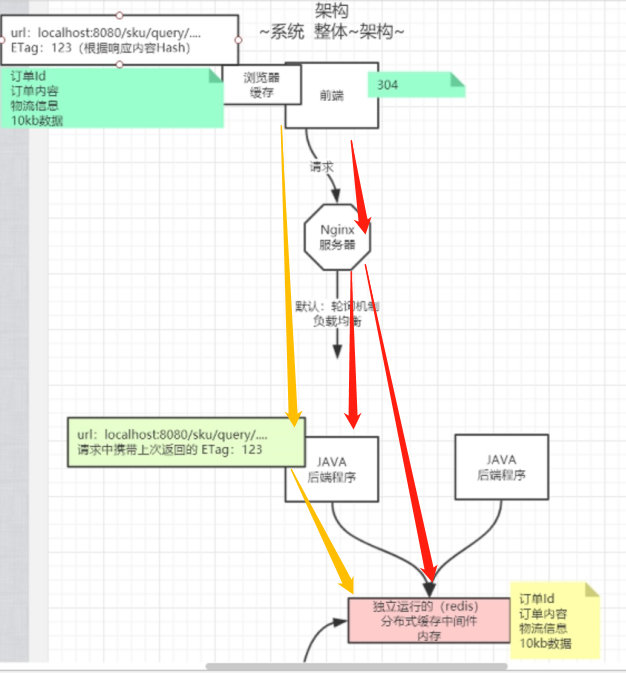 架构
~系统 整体~架构~
url: localhost:8080/sku/query/....
ETag: 123（根据响应内容Hash）
订单Id
订单内容
物流信息
10kb数据
浏览器
缓存
前端
304
请求
Nginx
服务器
默认：轮询机制
负载均衡
url: localhost:8080/sku/query/....
请求中携带上次返回的 ETag: 123
JAVA
后端程序
JAVA
后端程序
独立运行的（redis）
分布式缓存中间件
内存
订单Id
订单内容
物流信息
10kb数据